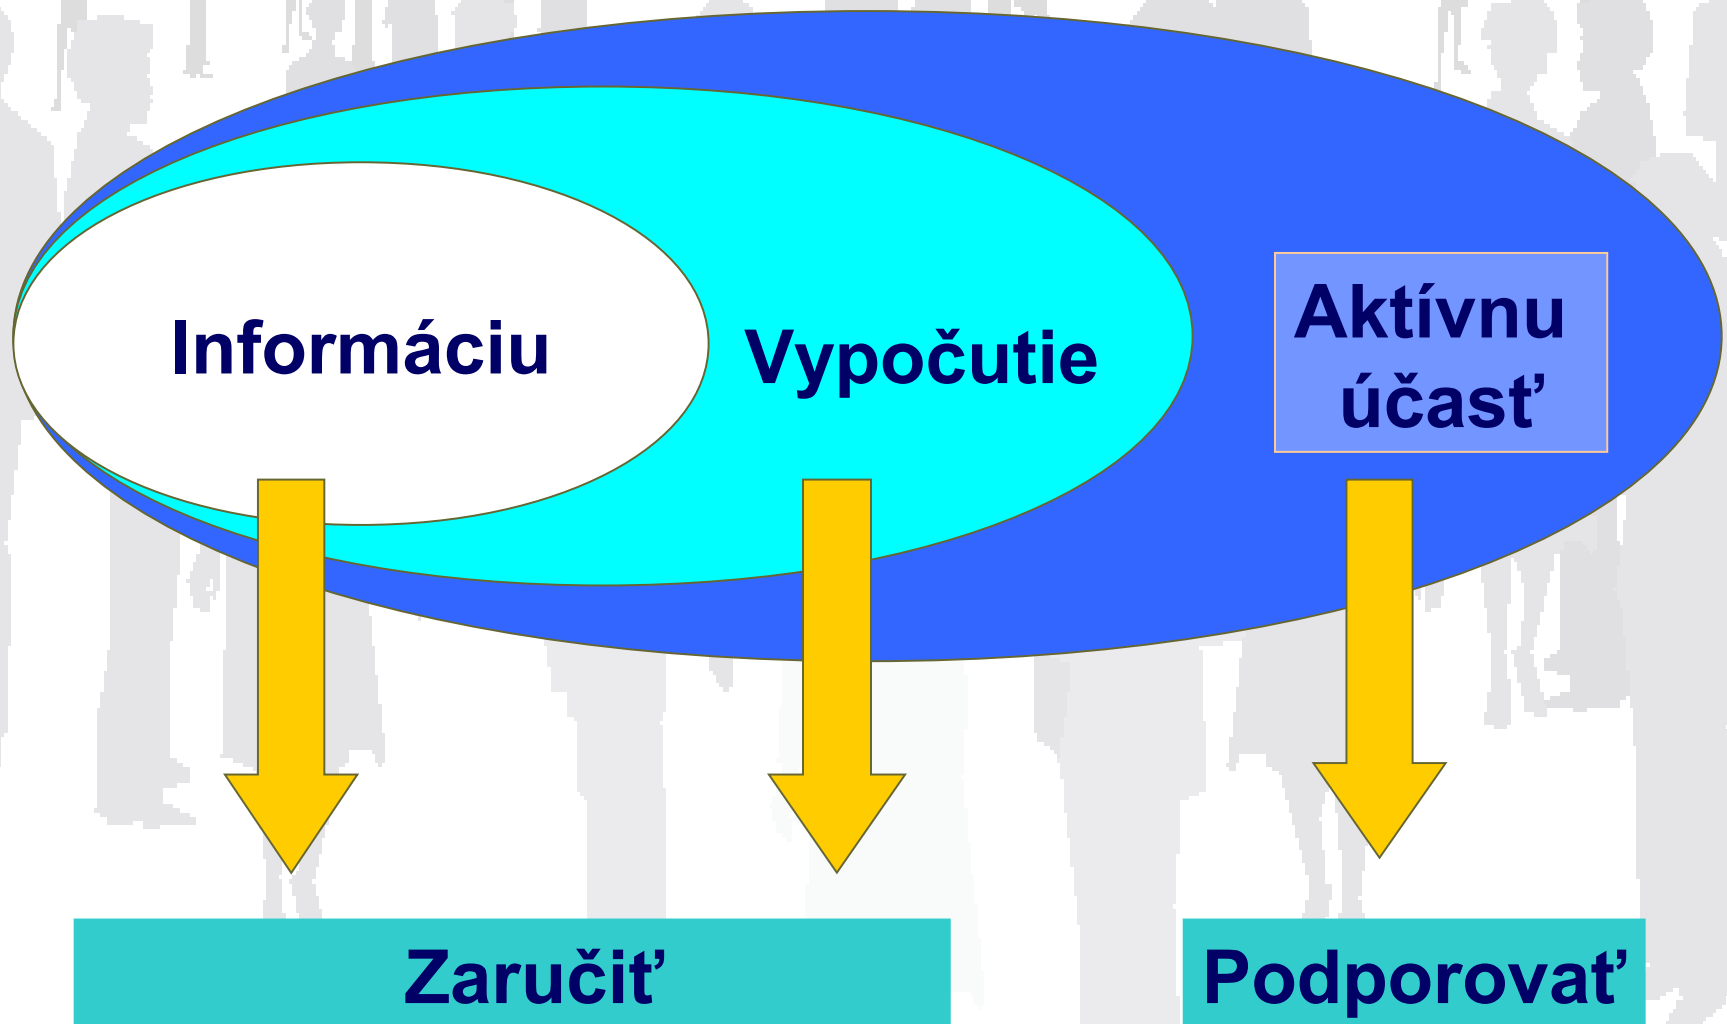 Informáciu
Vypočutie
Aktívnu
účasť
Zaručiť
Podporovať